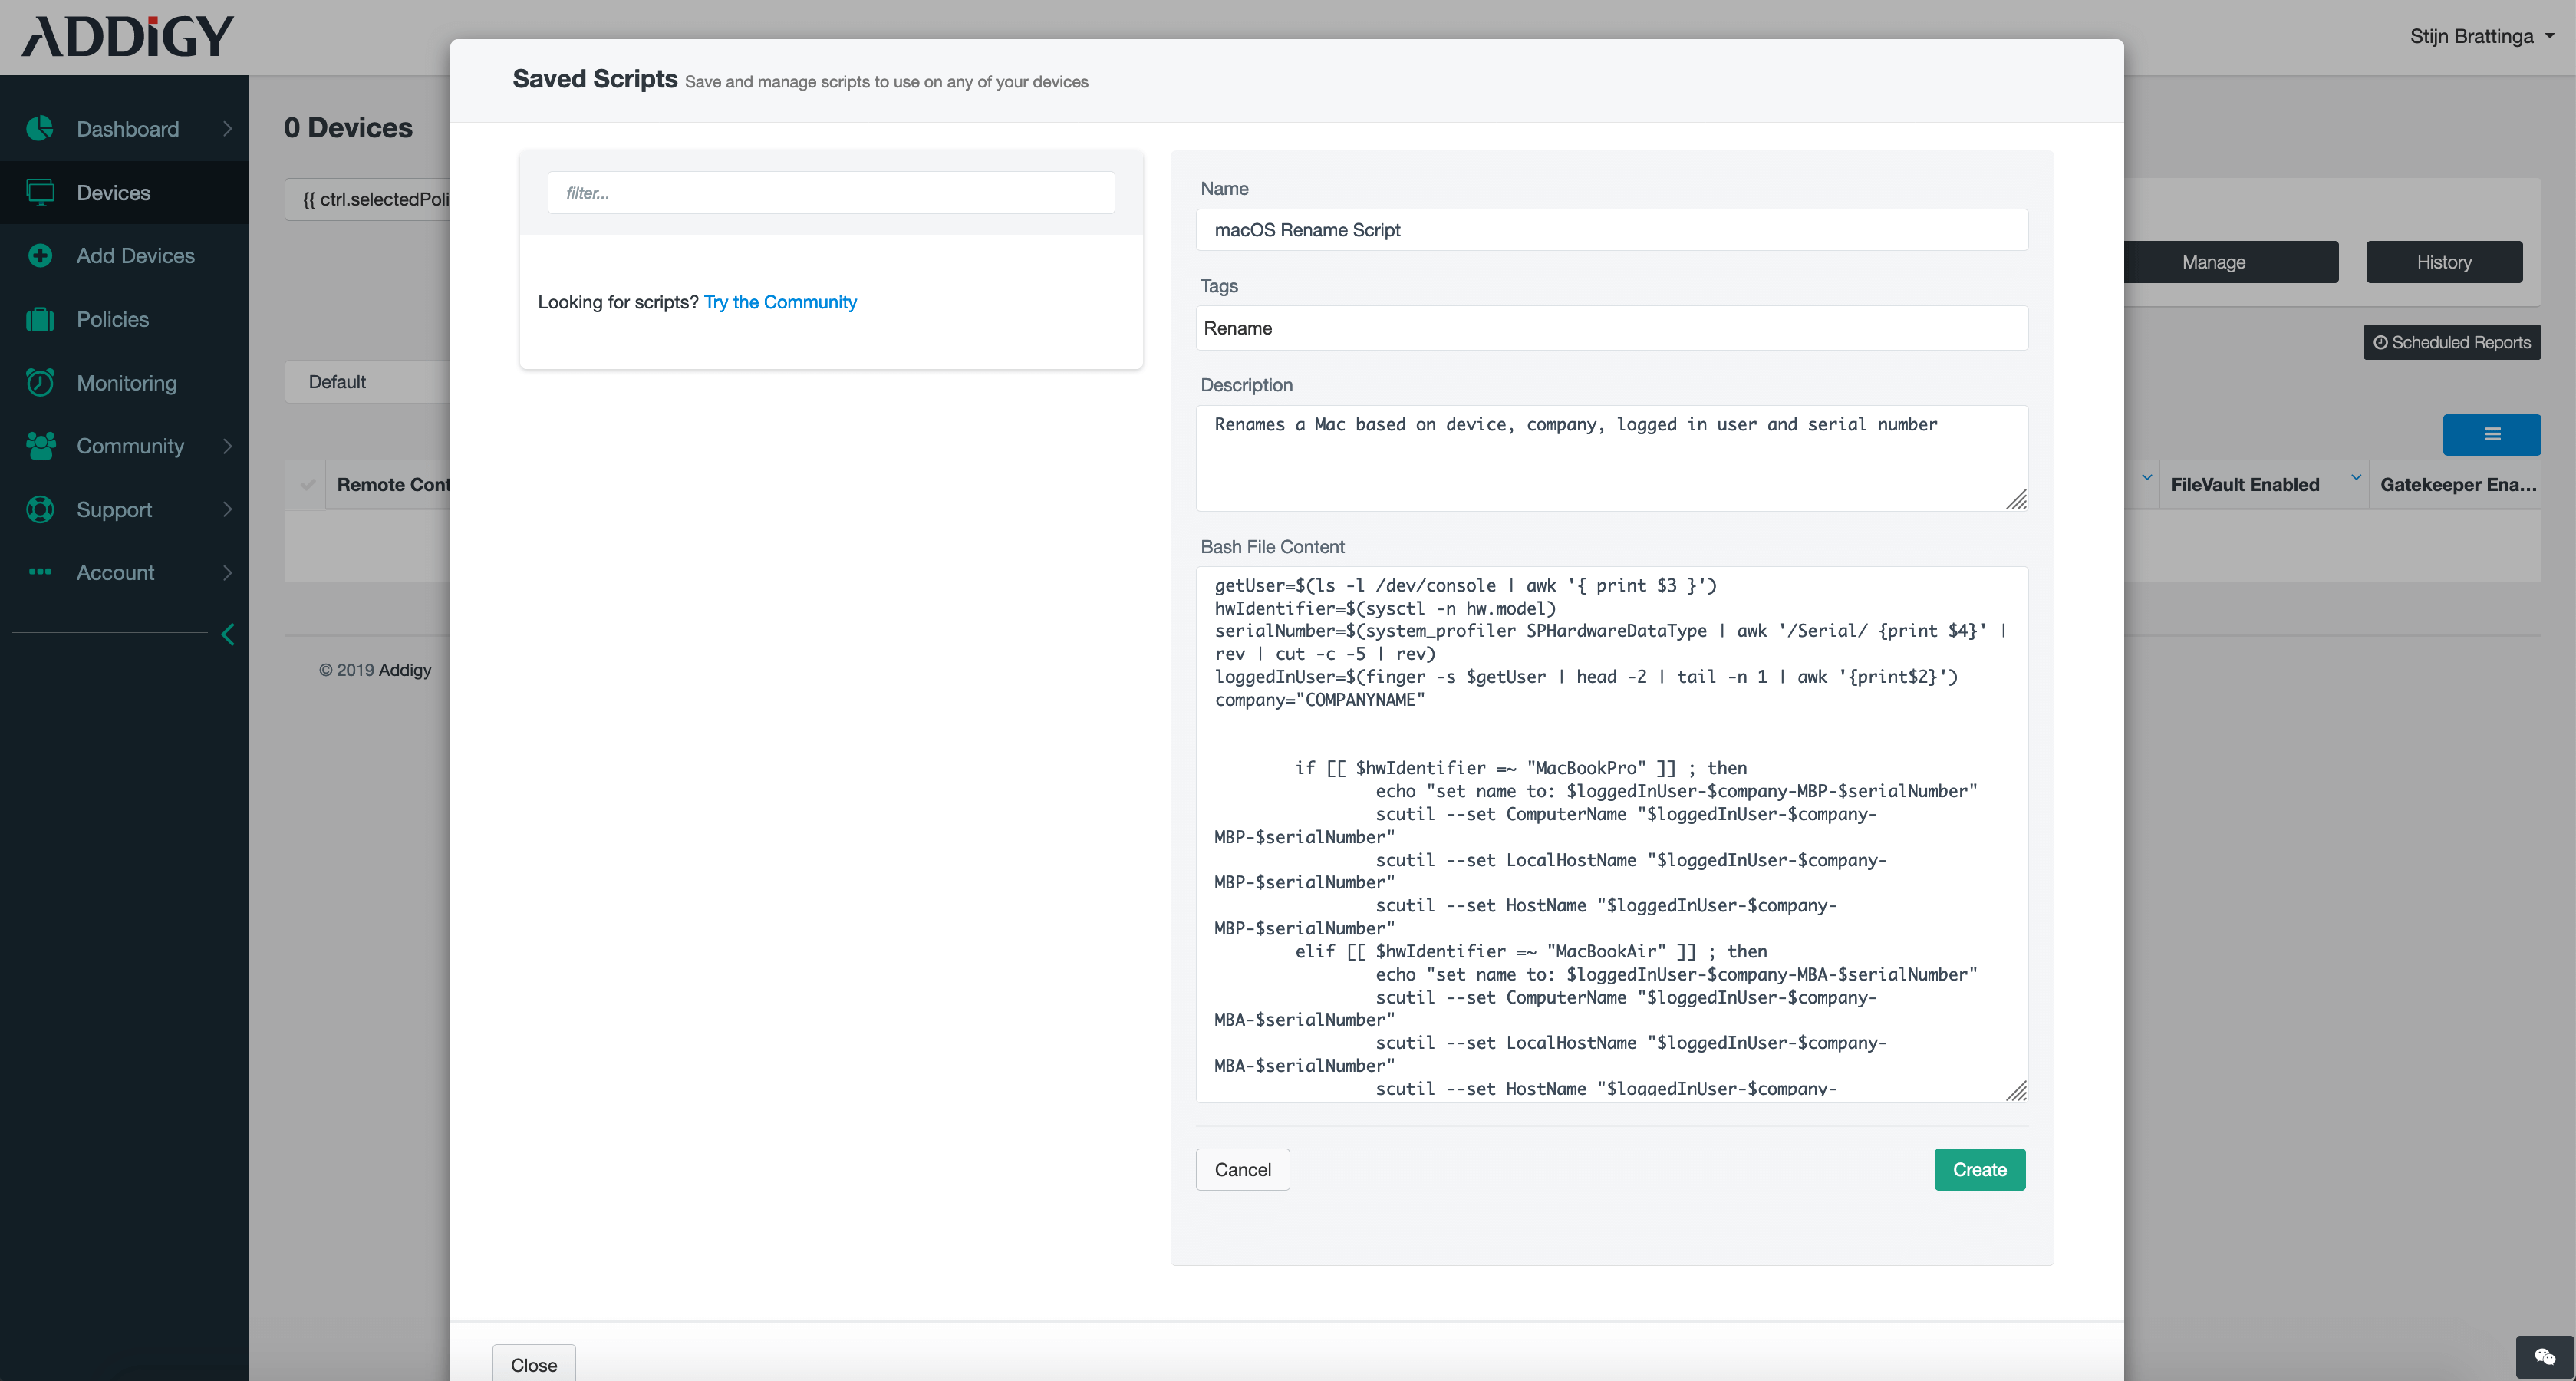 ADDiGY
Stijn Brattinga
Dashboard
Devices
Add Devices
Policies
Monitoring
Community
Support
Account
0 Devices
{{ ctrl.selectedPoli
Default
Remote Cont
© 2019 Addigy
Saved Scripts Save and manage scripts to use on any of your devices
filter...
Looking for scripts? Try the Community
Name
macOS Rename Script
Tags
Rename
Description
Renames a Mac based on device, company, logged in user and serial number
Bash File Content
getUser=$(ls -l /dev/console | awk '{ print $3 }')
hwIdentifier=$(sysctl -n hw.model)
serialNumber=$(system_profiler SPHardwareDataType | awk '/Serial/ {print $4}' |
rev | cut -c -5 | rev)
loggedInUser=$(finger -s $getUser | head -2 | tail -n 1 | awk '{print$2}')
company="COMPANYNAME"
if [[ $hwIdentifier =~ "MacBookPro" ]] ; then
echo "set name to: $loggedInUser-$company-MBP-$serialNumber"
scutil --set ComputerName "$loggedInUser-$company-
MBP-$serialNumber"
scutil --set LocalHostName "$loggedInUser-$company-
MBP-$serialNumber"
scutil --set HostName "$loggedInUser-$company-
MBP-$serialNumber"
elif [[ $hwIdentifier =~ "MacBookAir" ]] ; then
echo "set name to: $loggedInUser-$company-MBA-$serialNumber"
scutil --set ComputerName "$loggedInUser-$company-
MBA-$serialNumber"
scutil --set LocalHostName "$loggedInUser-$company-
MBA-$serialNumber"
scutil --set HostName "$loggedInUser-$company-
Cancel
Create
Close
Manage
History
Scheduled Reports
FileVault Enabled
Gatekeeper Ena...